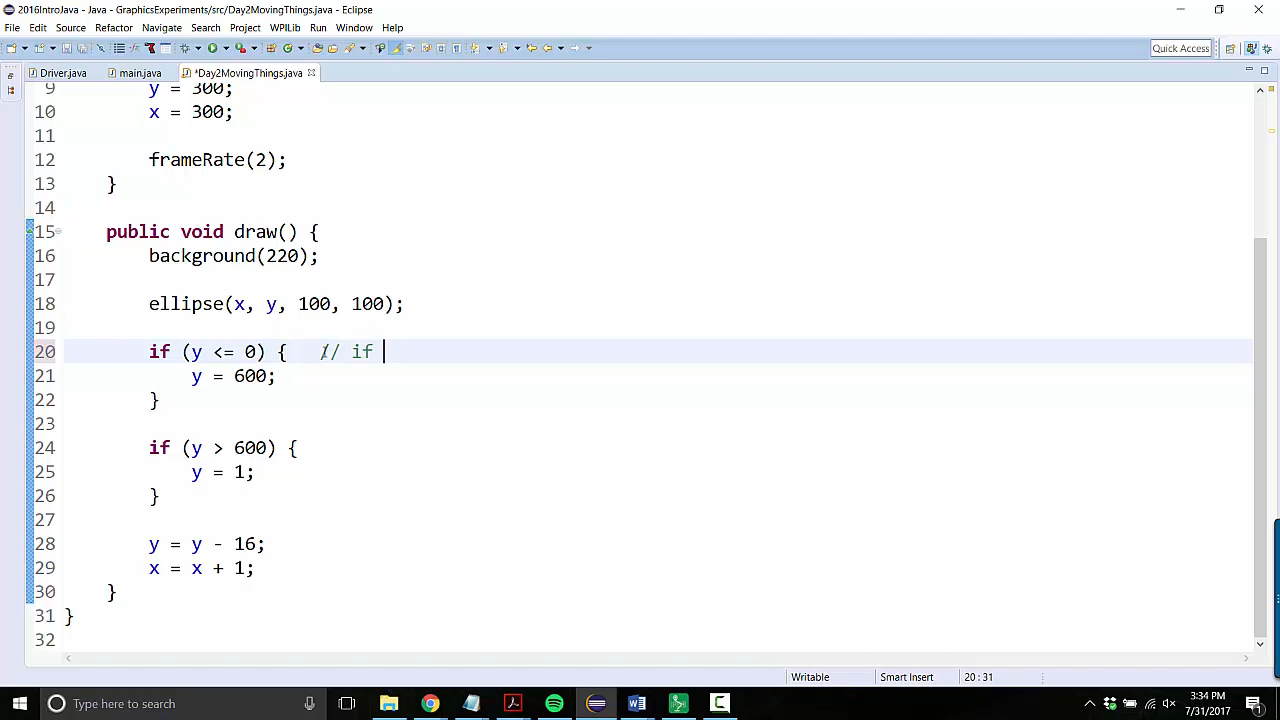 2016IntroJava - Java - GraphicsExperiments/src/Day2MovingThings.java - Eclipse
File Edit Source Refactor Navigate Search Project WPILib Run Window Help
Quick Access
Driver.java main.java *Day2MovingThings.java
9 y = 300;
10 x = 300;
11
12 frameRate(2);
13 }
14
15 public void draw() {
16 background(220);
17
18 ellipse(x, y, 100, 100);
19
20 if (y <= 0) { // if
21 y = 600;
22 }
23
24 if (y > 600) {
25 y = 1;
26 }
27
28 y = y - 16;
29 x = x + 1;
30 }
31 }
32
Writable Smart Insert 20 : 31
Type here to search
3:34 PM
7/31/2017